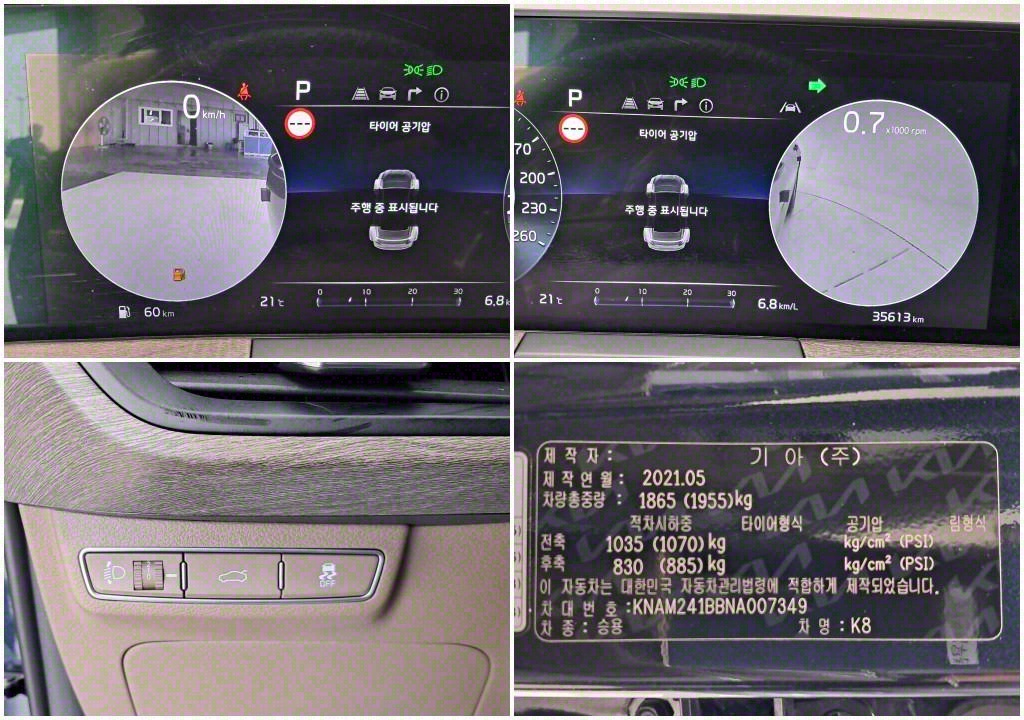 0 km/h
P
타이어 공기압
주행 중 표시됩니다
21℃
0 10 20 30
6.8 k
60 km
P
0.7 x1000 rpm
70
타이어 공기압
200
주행 중 표시됩니다
230
260
21℃
0 10 20 30
6.8 km/L
35613 km
OFF
제 작 자 : 기 아 (주)
제 작 연 월 : 2021.05
차량총중량 : 1865 (1955)kg
적차시하중 타이어형식 공기압 림형식
전축 1035 (1070) kg kg/cm² (PSI)
후축 830 (885) kg kg/cm² (PSI)
이 자동차는 대한민국 자동차관리법령에 적합하게 제작되었습니다.
차 대 번 호 :KNAM241BBNA007349
차 종 : 승용 차 명 : K8